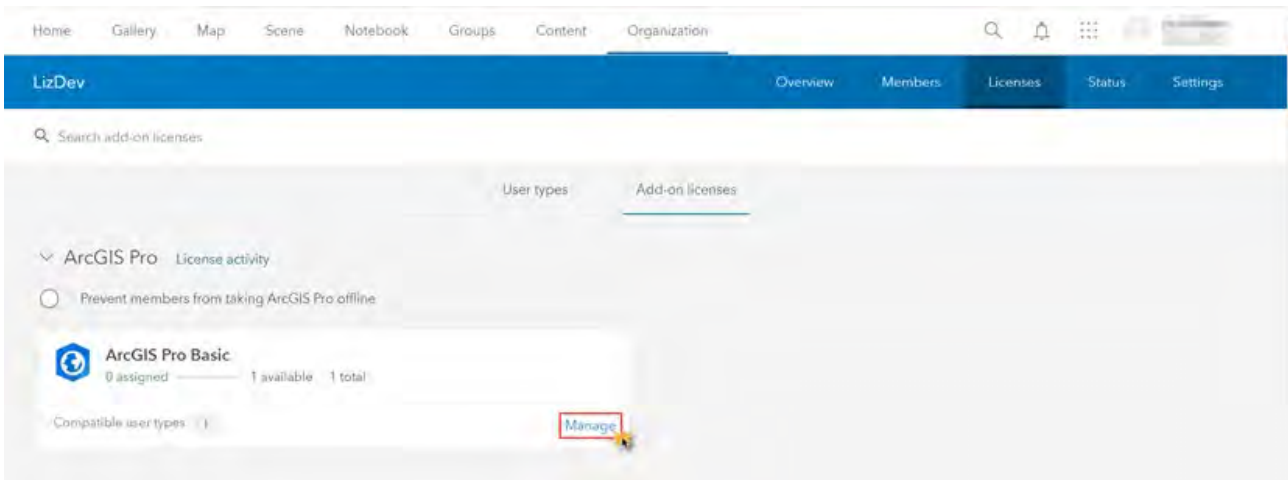 Home Gallery Map Scene Notebook Groups Content Organization
LizDev Overview Members Licenses Status Settings
Search add-on licenses
User types Add-on licenses
ArcGIS Pro License activity
Prevent members from taking ArcGIS Pro offline
ArcGIS Pro Basic
0 assigned 1 available 1 total
Compatible user types Manage